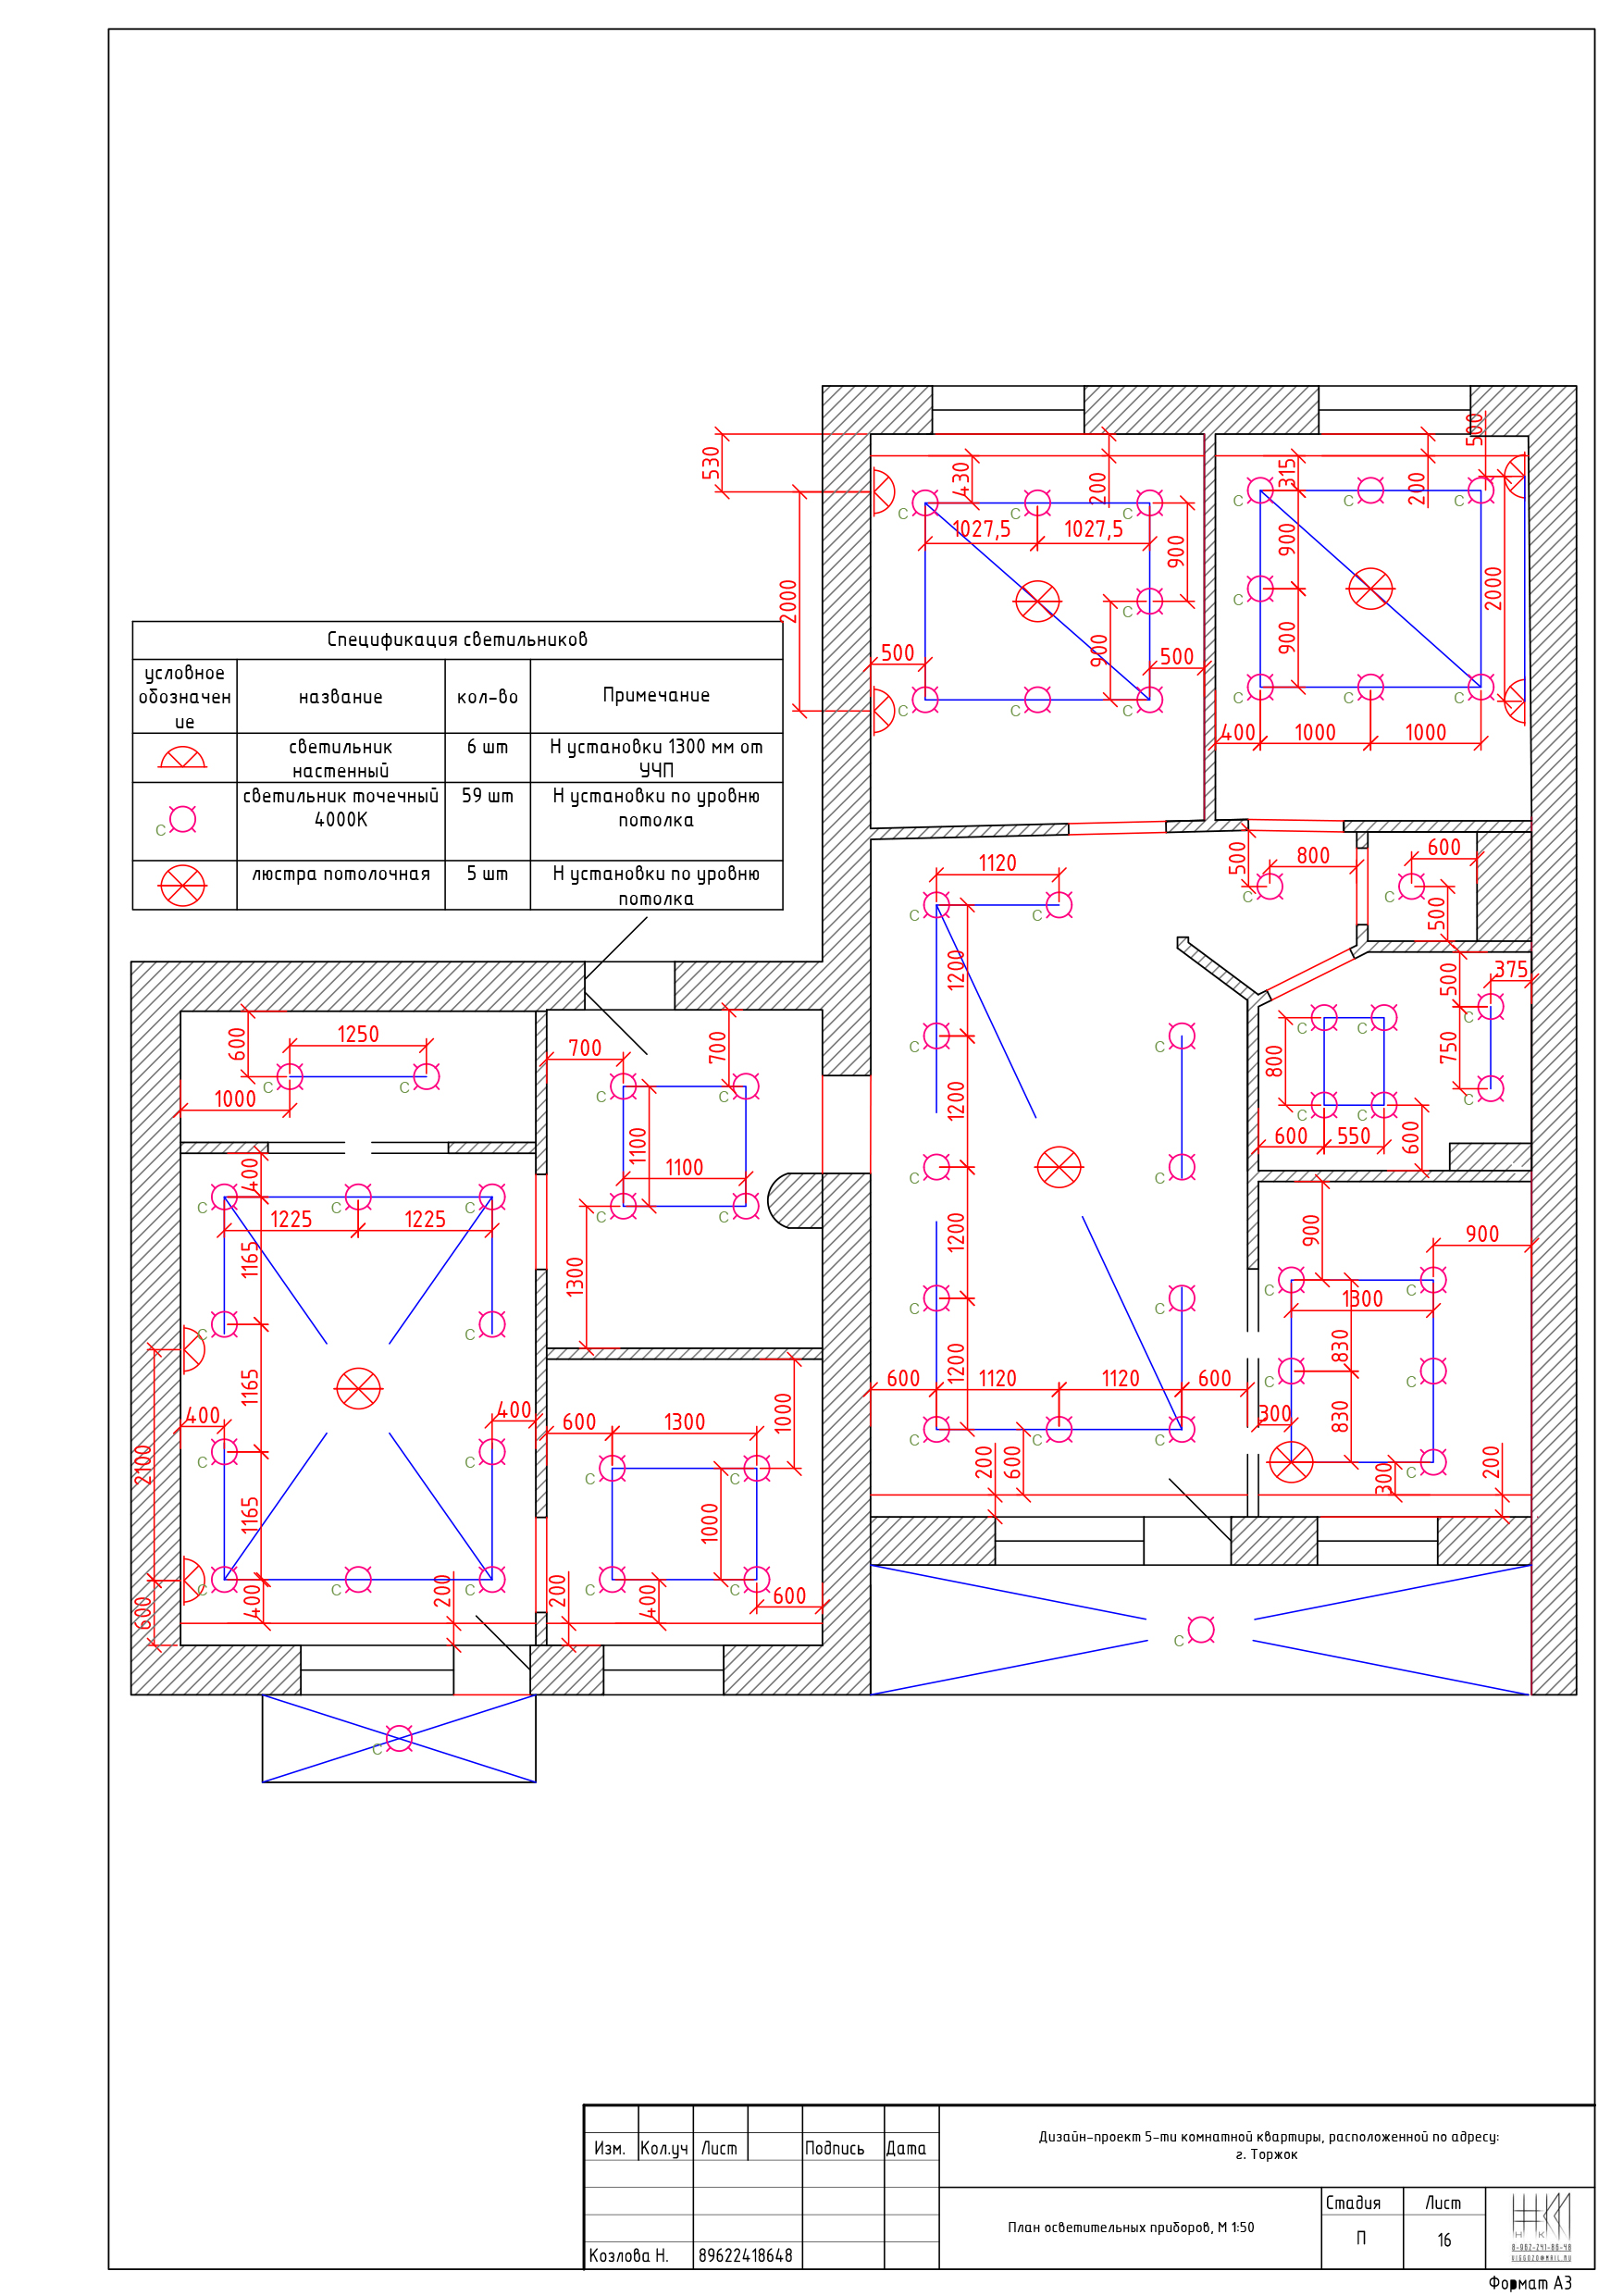 530
430
200
315
200
500
1027,5
1027,5
900
900
2000
900
900
2000
500
500
400
1000
1000
Спецификация светильников
условное
обозначен
ие
название
кол-во
Примечание
светильник
настенный
6 шт
Н установки 1300 мм от
УЧП
С
светильник точечный
4000К
59 шт
Н установки по уровню
потолка
люстра потолочная
5 шт
Н установки по уровню
потолка
1120
500
800
600
500
1200
500
375
600
1250
700
700
800
750
1000
1100
1200
600
550
600
1100
400
1225
1225
1165
1300
1200
900
900
1300
830
1165
400
400
2100
600
1300
1000
1200
600
1120
1120
600
300
830
200
600
300
200
1165
1000
600
400
200
200
400
600
Изм.
Кол.уч
Лист
Подпись
Дата
Дизайн-проект 5-ти комнатной квартиры, расположенной по адресу:
г. Торжок
План осветительных приборов, М 1:50
Стадия
Лист
П
16
Козлова Н.
89622418648
Н К
8-962-241-86-48
Формат А3